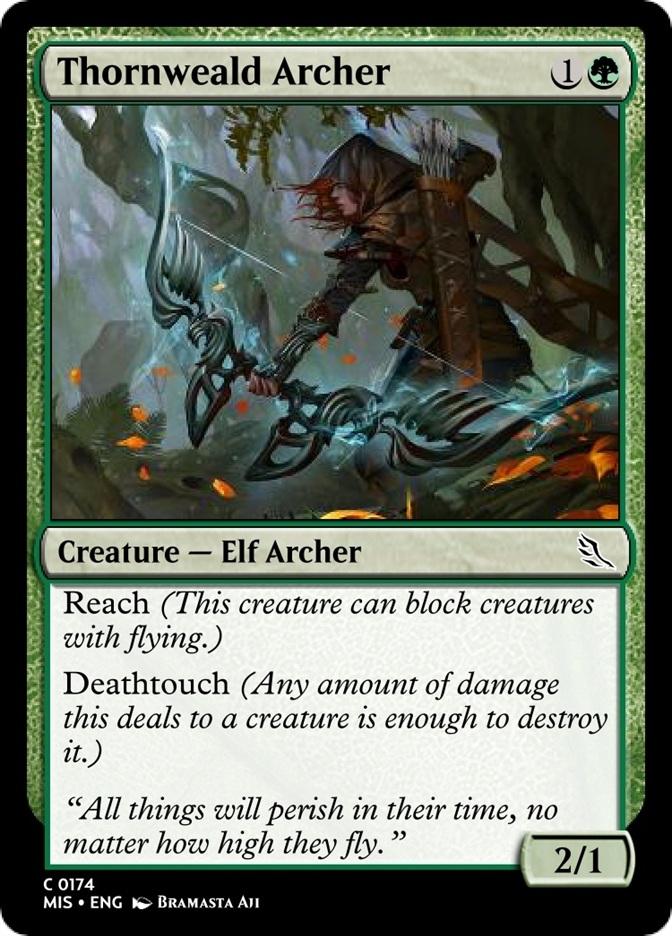 Thornweald Archer 1
Creature — Elf Archer
Reach (This creature can block creatures
with flying.)
Deathtouch (Any amount of damage
this deals to a creature is enough to destroy
it.)
“All things will perish in their time, no
matter how high they fly.”
2/1
C 0174
MIS • ENG Bramasta Aji